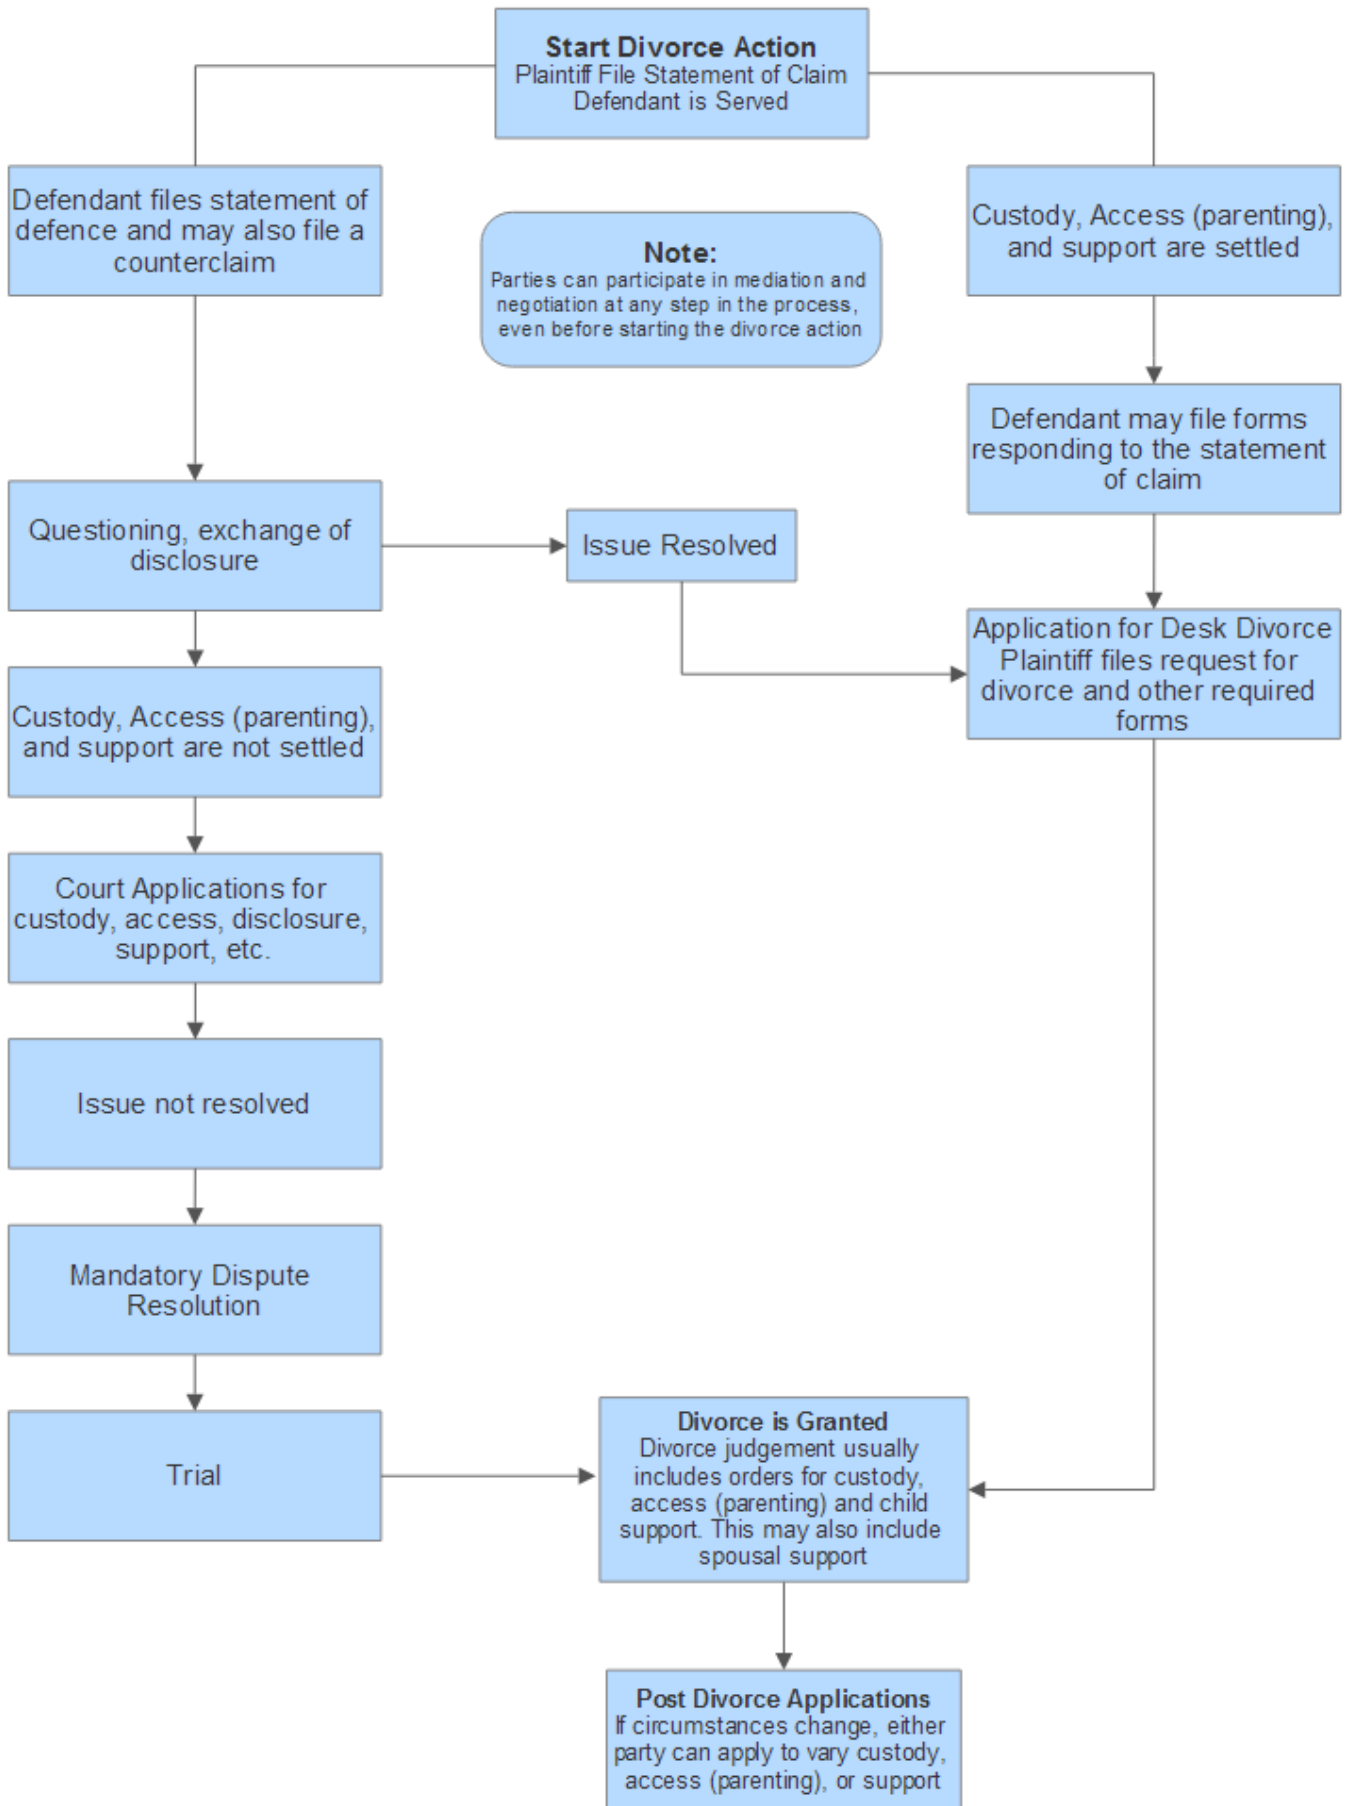 Start Divorce Action
Plaintiff File Statement of Claim
Defendant is Served
Defendant files statement of
defence and may also file a
counterclaim
Note:
Parties can participate in mediation and
negotiation at any step in the process,
even before starting the divorce action
Custody, Access (parenting),
and support are settled
Defendant may file forms
responding to the statement
of claim
Questioning, exchange of
disclosure
Issue Resolved
Application for Desk Divorce
Plaintiff files request for
divorce and other required
forms
Custody, Access (parenting),
and support are not settled
Court Applications for
custody, access, disclosure,
support, etc.
Issue not resolved
Mandatory Dispute
Resolution
Trial
Divorce is Granted
Divorce judgement usually
includes orders for custody,
access (parenting) and child
support. This may also include
spousal support
Post Divorce Applications
If circumstances change, either
party can apply to vary custody,
access (parenting), or support